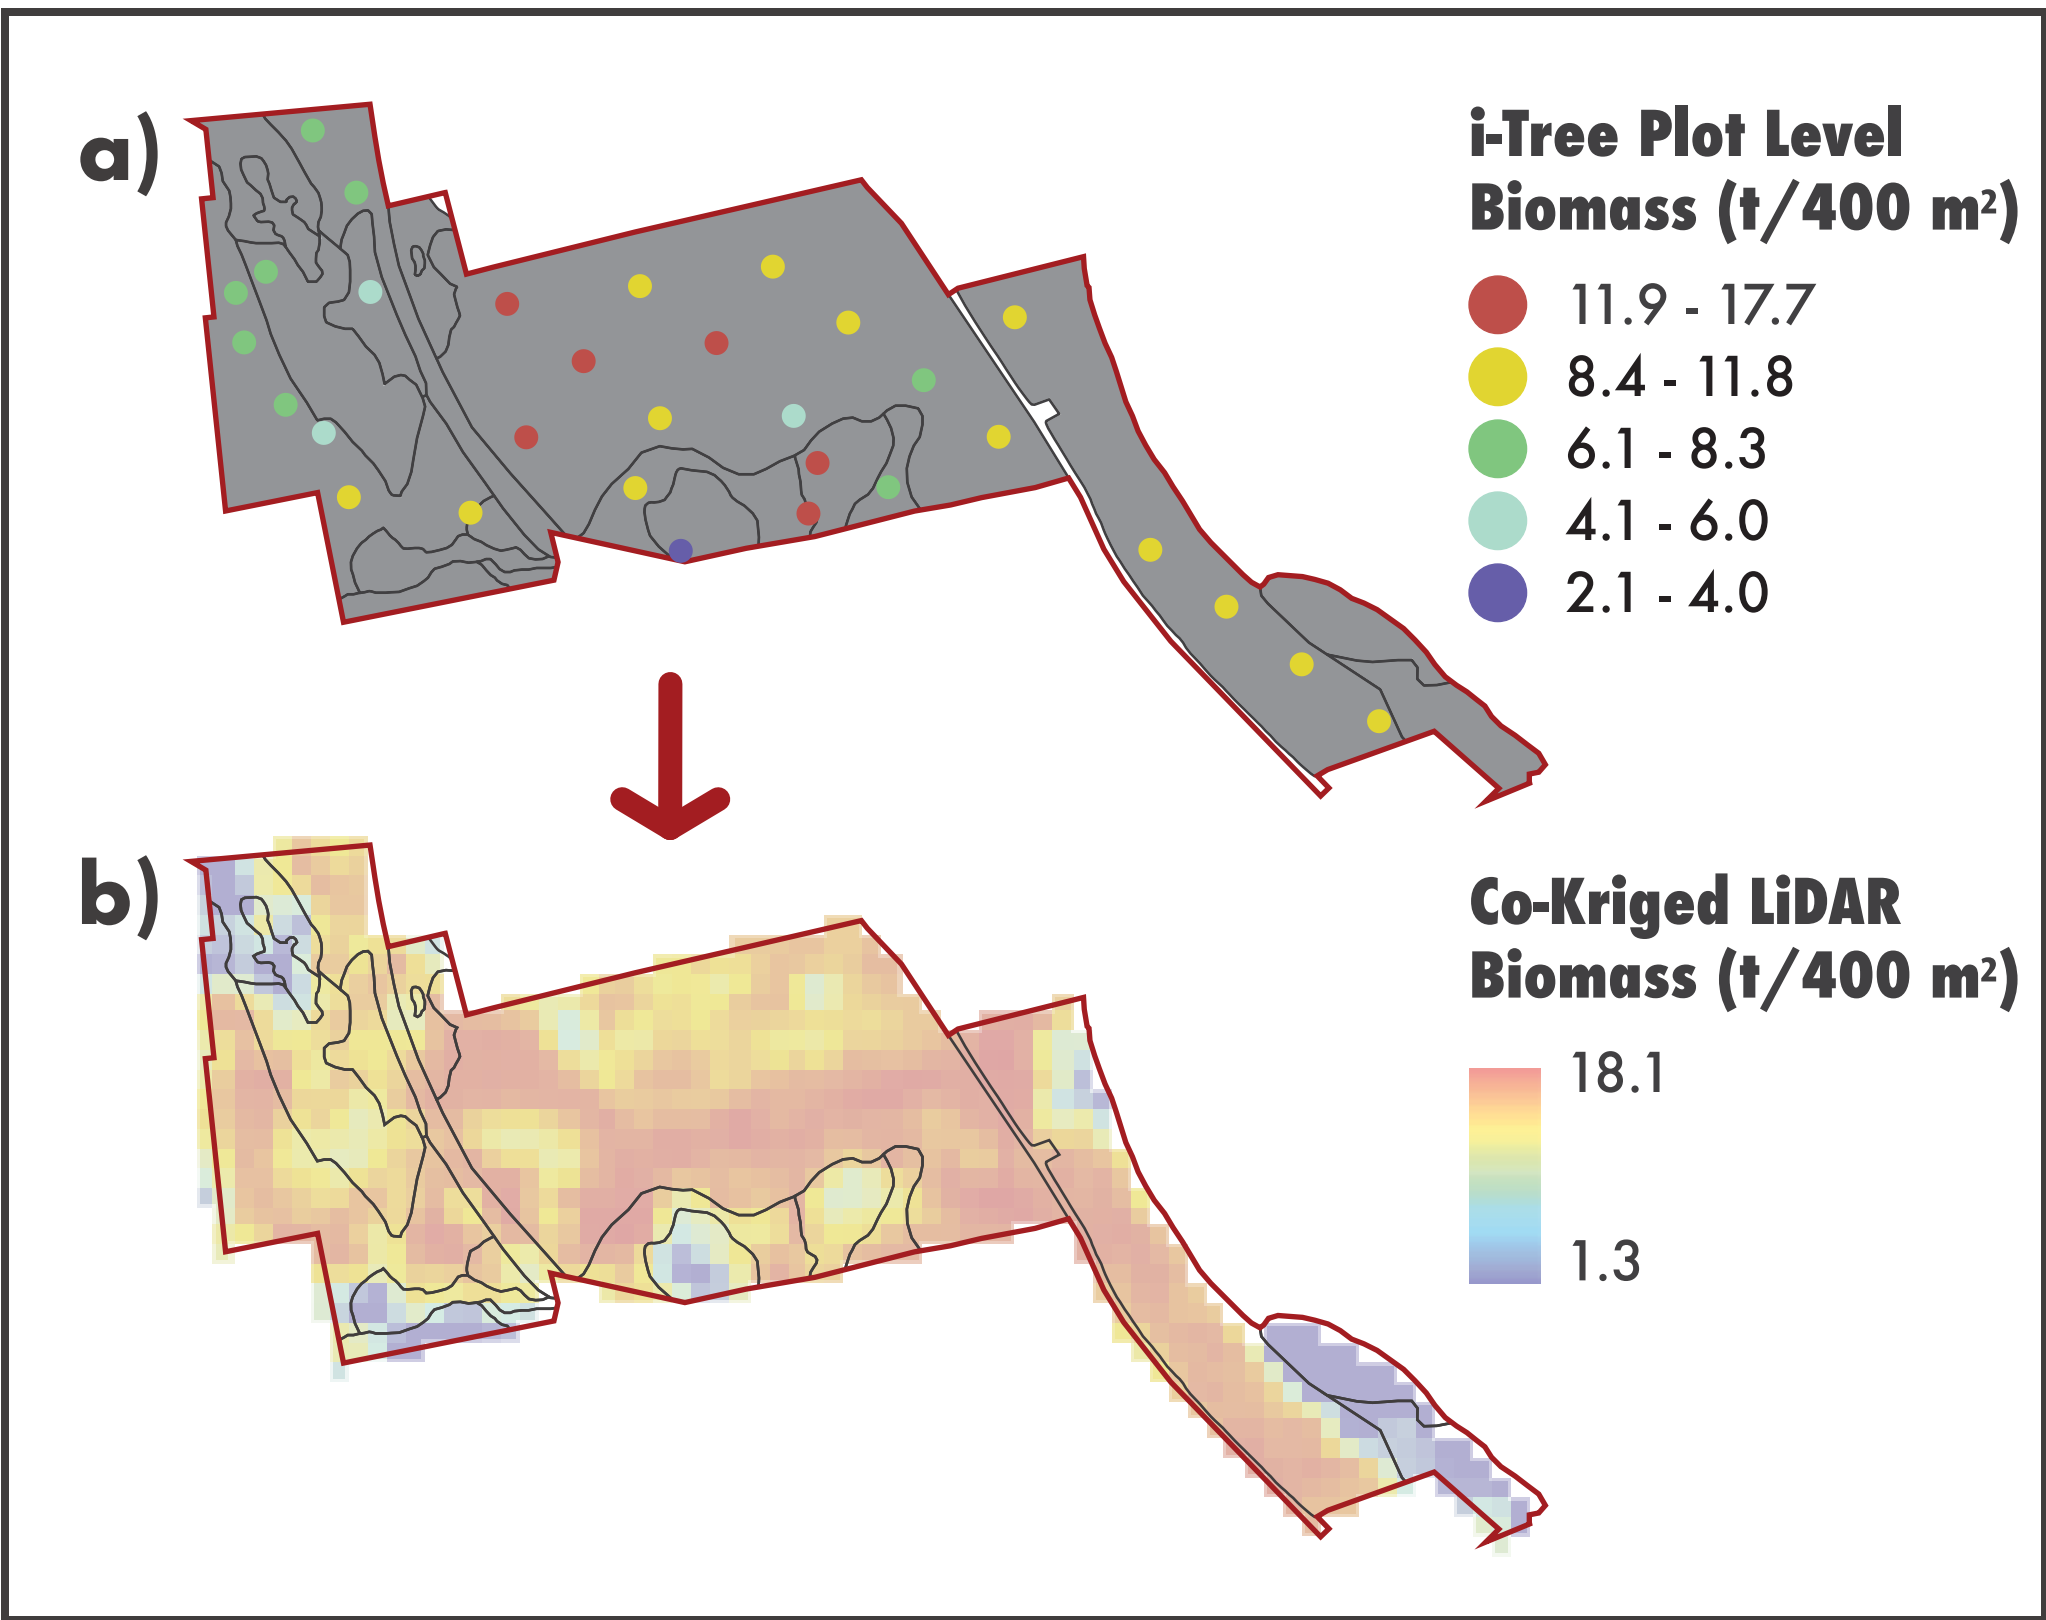 a)
i-Tree Plot Level
Biomass (t/400 m²)
11.9 - 17.7
8.4 - 11.8
6.1 - 8.3
4.1 - 6.0
2.1 - 4.0
b)
Co-Kriged LiDAR
Biomass (t/400 m²)
18.1
1.3